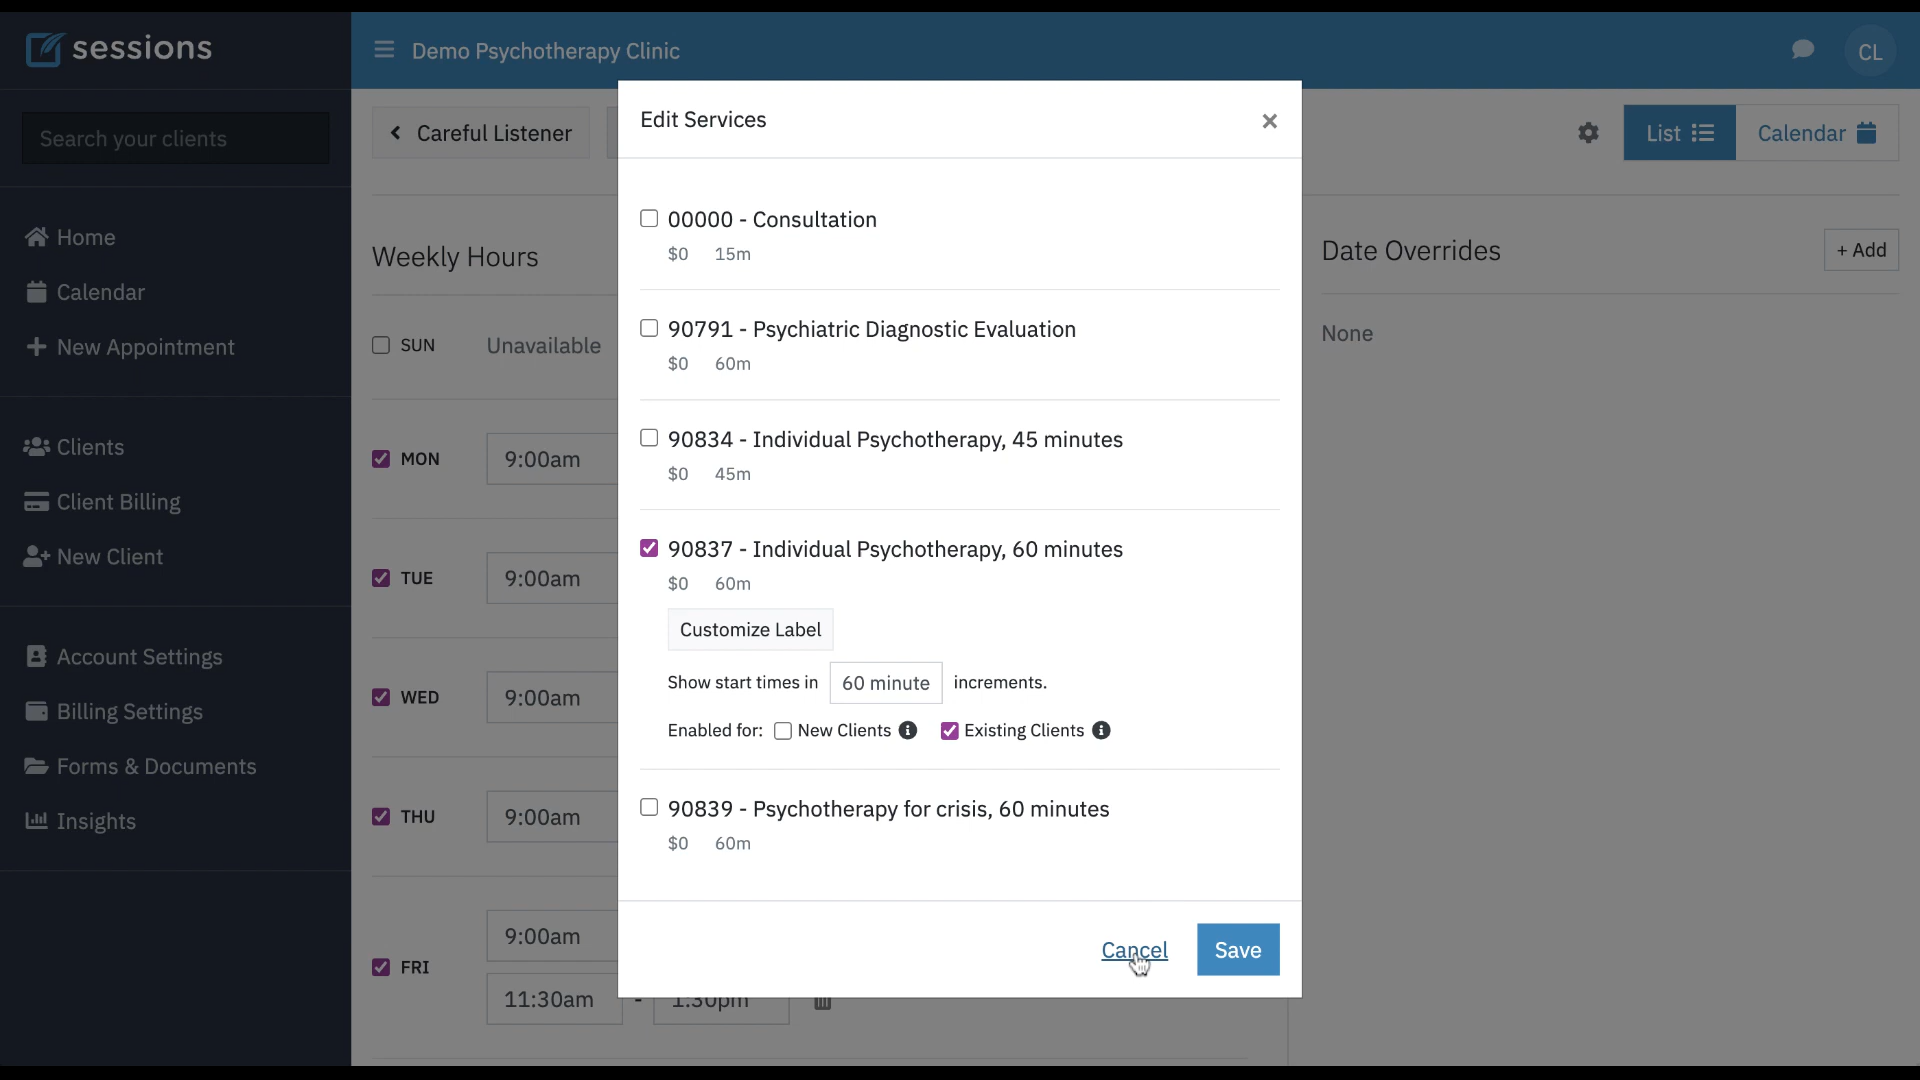 sessions
Demo Psychotherapy Clinic
CL
Search your clients
Home
Calendar
New Appointment
Clients
Client Billing
New Client
Account Settings
Billing Settings
Forms & Documents
Insights
Careful Listener
List
Calendar
Weekly Hours
SUN Unavailable
MON 9:00am
TUE 9:00am
WED 9:00am
THU 9:00am
FRI 9:00am
11:30am - 1:30pm
Date Overrides
+ Add
None
Edit Services
×
00000 - Consultation
$0 15m
90791 - Psychiatric Diagnostic Evaluation
$0 60m
90834 - Individual Psychotherapy, 45 minutes
$0 45m
90837 - Individual Psychotherapy, 60 minutes
$0 60m
Customize Label
Show start times in 60 minute increments.
Enabled for: New Clients Existing Clients
90839 - Psychotherapy for crisis, 60 minutes
$0 60m
Cancel
Save